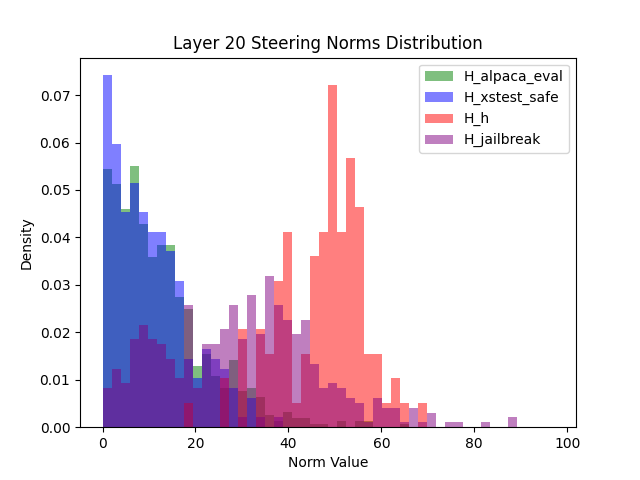 Layer 20 Steering Norms Distribution
H_alpaca_eval
H_xstest_safe
H_h
H_jailbreak
Density
0.07
0.06
0.05
0.04
0.03
0.02
0.01
0.00
0 20 40 60 80 100
Norm Value